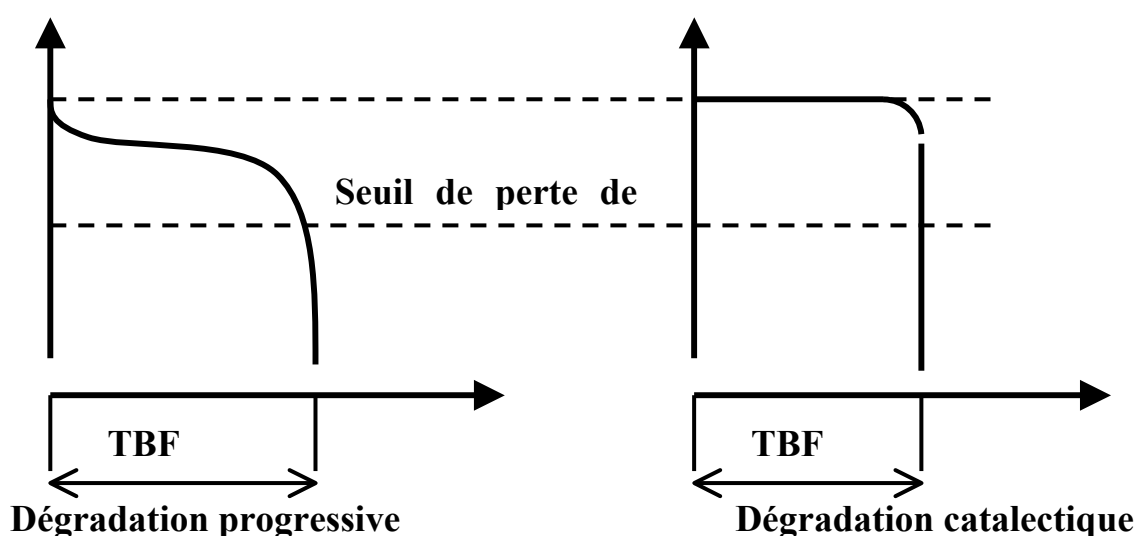 Seuil de perte de
TBF
TBF
Dégradation progressive
Dégradation catalectique